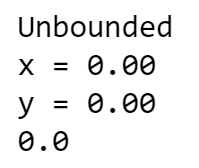 Unbounded
x = 0.00
y = 0.00
0.0